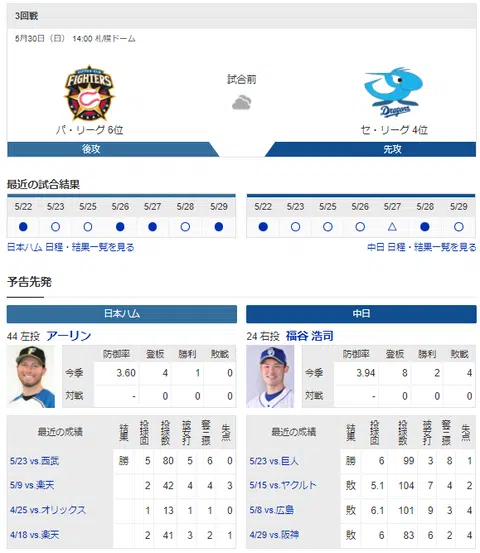 3回戦
5月30日（日） 14:00 札幌ドーム
FIGHTERS
試合前
Dragons
パ・リーグ 6位
セ・リーグ 4位
後攻
先攻
最近の試合結果
5/22 5/23 5/25 5/26 5/27 5/28 5/29
5/22 5/23 5/25 5/26 5/27 5/28 5/29
● ○ ○ ● ● ○ ●
● ○ ○ ○ △ ● ○
日本ハム 日程・結果一覧を見る
中日 日程・結果一覧を見る
予告先発
日本ハム
中日
44 左投 アーリン
24 右投 福谷 浩司
防御率 登板 勝利 敗戦
今季 3.60 4 1 0
対戦 - 0 0 0
防御率 登板 勝利 敗戦
今季 3.94 8 2 4
対戦 - 0 0 0
最近の成績 結果 投球回 投球数 被安打 奪三振 失点
5/23 vs.西武 勝 5 80 5 6 0
5/9 vs.楽天 2 42 4 4 3
4/25 vs.オリックス 1 13 1 1 0
4/18 vs.楽天 2 41 3 2 1
最近の成績 結果 投球回 投球数 被安打 奪三振 失点
5/23 vs.巨人 勝 6 99 3 8 1
5/15 vs.ヤクルト 敗 5.1 104 7 4 2
5/8 vs.広島 敗 6.1 101 9 3 4
4/29 vs.阪神 敗 6 83 6 2 4